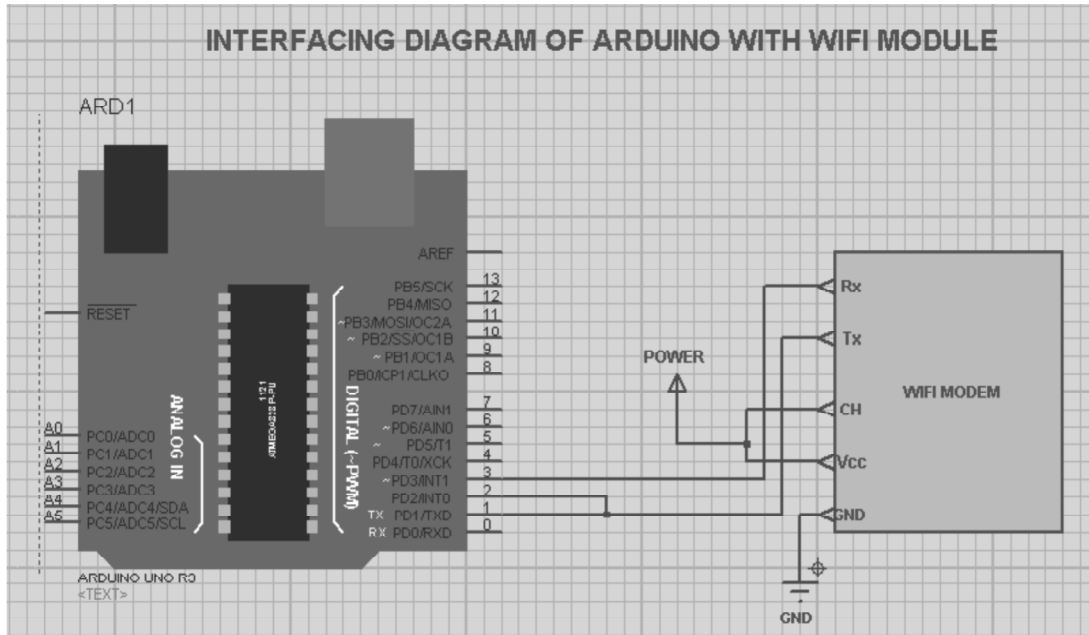 INTERFACING DIAGRAM OF ARDUINO WITH WIFI MODULE
ARD1
AREF
PB5/SCK 13
PB4/MISO 12
~PB3/MOSI/OC2A 11
~ PB2/SS/OC1B 10
~ PB1/OC1A 9
PB0/ICP1/CLKO 8
PD7/AIN1 7
~PD6/AIN0 6
~ PD5/T1 5
PD4/T0/XCK 4
~PD3/INT1 3
PD2/INT0 2
TX PD1/TXD 1
RX PD0/RXD 0
RESET
A0 PC0/ADC0
A1 PC1/ADC1
A2 PC2/ADC2
A3 PC3/ADC3
A4 PC4/ADC4/SDA
A5 PC5/ADC5/SCL
ANALOG IN
1121
DIGITAL (~PWM)
ARDUINO UNO R3
<TEXT>
POWER
Rx
Tx
CH
Vcc
GND
WIFI MODEM
GND